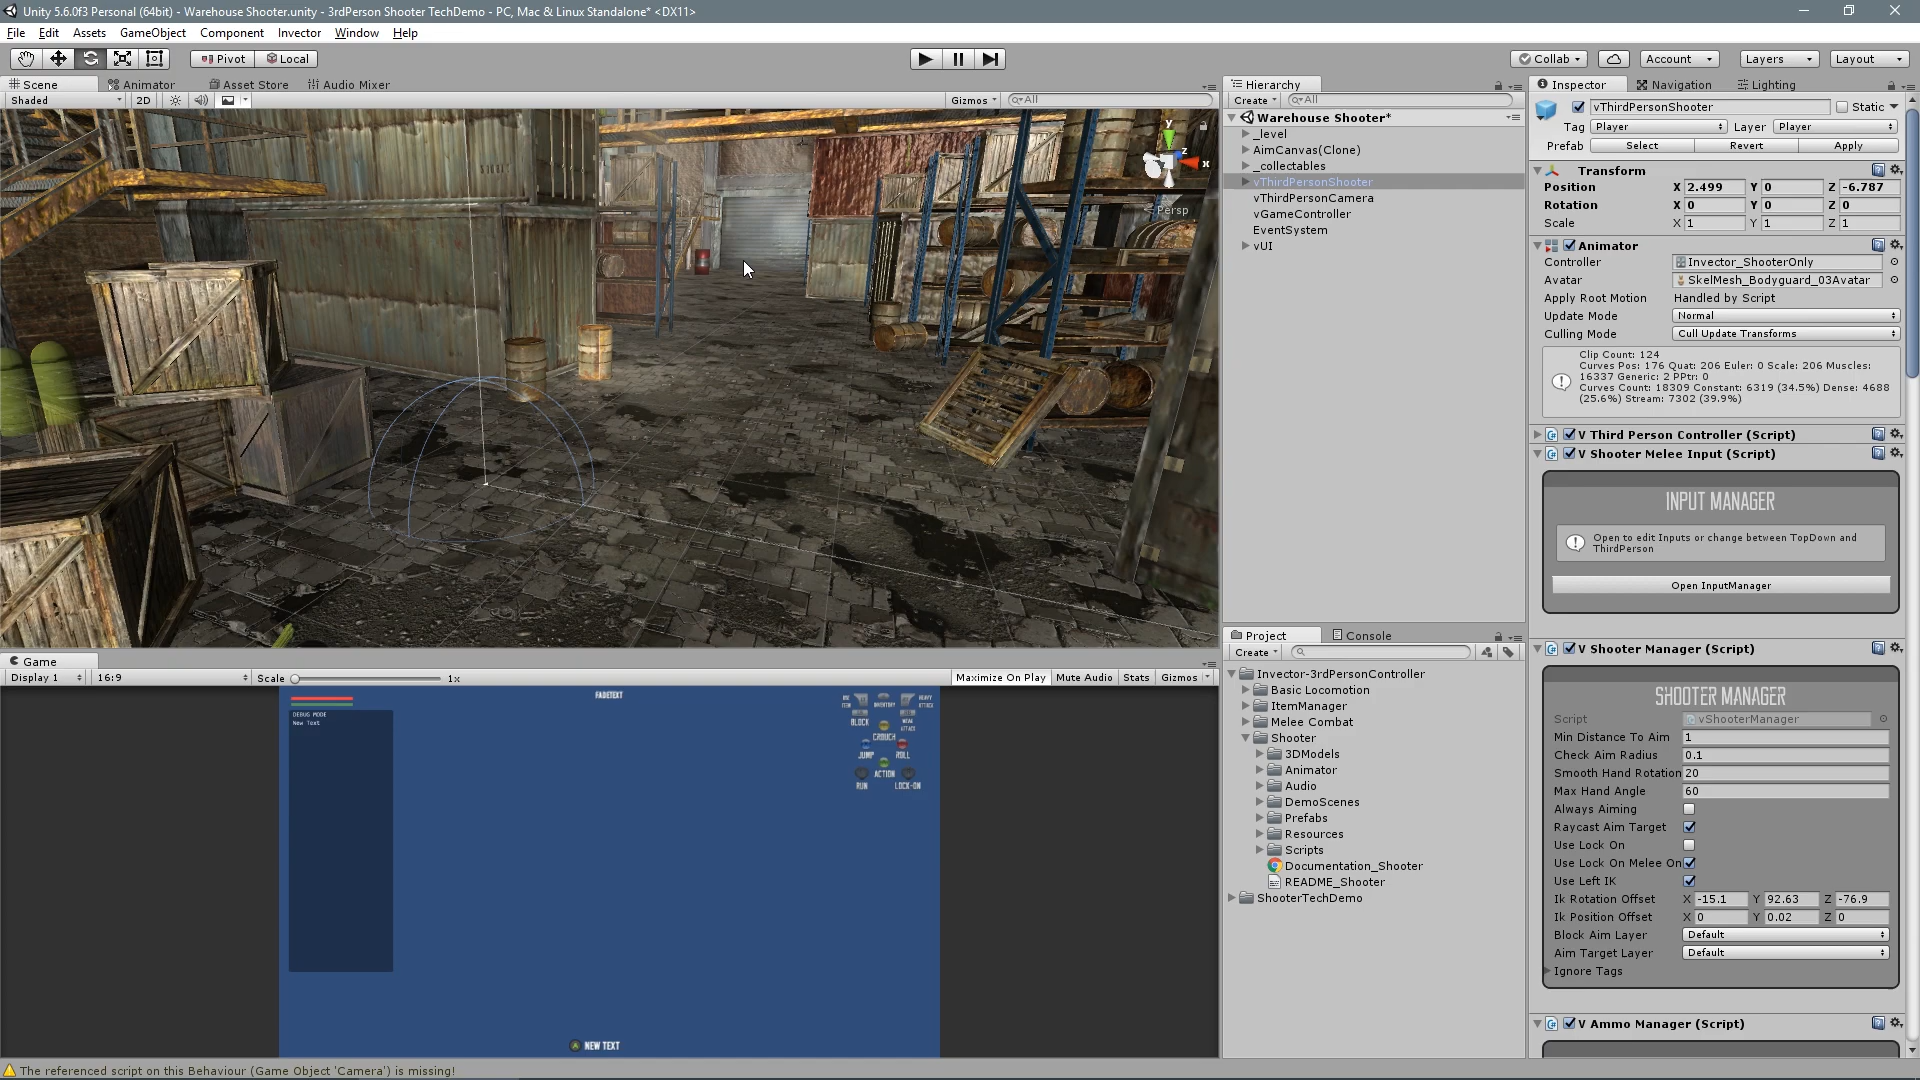 Unity 5.6.0f3 Personal (64bit) - Warehouse Shooter.unity - 3rdPerson Shooter TechDemo - PC, Mac & Linux Standalone* <DX11>
File Edit Assets GameObject Component Invector Window Help
Pivot Local Collab Account Layers Layout
Scene Animator Asset Store Audio Mixer
Shaded 2D Gizmos All
y
z
x
Persp
Game
Display 1 16:9 Scale 1x Maximize On Play Mute Audio Stats Gizmos
FADETEXT
DEBUG MODE
New Text
USE ITEM INVENTORY HEAVY ATTACK
BLOCK WEAK ATTACK
CROUCH
JUMP ROLL
ACTION
RUN LOCK-ON
A NEW TEXT
Hierarchy
Create All
Warehouse Shooter*
_level
AimCanvas(Clone)
_collectables
vThirdPersonShooter
vThirdPersonCamera
vGameController
EventSystem
vUI
Project Console
Create
Invector-3rdPersonController
Basic Locomotion
ItemManager
Melee Combat
Shooter
3DModels
Animator
Audio
DemoScenes
Prefabs
Resources
Scripts
Documentation_Shooter
README_Shooter
ShooterTechDemo
Inspector Navigation Lighting
vThirdPersonShooter Static
Tag Player Layer Player
Prefab Select Revert Apply
Transform
Position X 2.499 Y 0 Z -6.787
Rotation X 0 Y 0 Z 0
Scale X 1 Y 1 Z 1
Animator
Controller Invector_ShooterOnly
Avatar SkelMesh_Bodyguard_03Avatar
Apply Root Motion Handled by Script
Update Mode Normal
Culling Mode Cull Update Transforms
Clip Count: 124
Curves Pos: 176 Quat: 206 Euler: 0 Scale: 206 Muscles:
16337 Generic: 2 PPtr: 0
Curves Count: 18309 Constant: 6319 (34.5%) Dense: 4688
(25.6%) Stream: 7302 (39.9%)
V Third Person Controller (Script)
V Shooter Melee Input (Script)
INPUT MANAGER
Open to edit Inputs or change between TopDown and
ThirdPerson
Open InputManager
V Shooter Manager (Script)
SHOOTER MANAGER
Script vShooterManager
Min Distance To Aim 1
Check Aim Radius 0.1
Smooth Hand Rotation 20
Max Hand Angle 60
Always Aiming
Raycast Aim Target
Use Lock On
Use Lock On Melee On
Use Left IK
Ik Rotation Offset X -15.1 Y 92.63 Z -76.9
Ik Position Offset X 0 Y 0.02 Z 0
Block Aim Layer Default
Aim Target Layer Default
Ignore Tags
V Ammo Manager (Script)
The referenced script on this Behaviour (Game Object 'Camera') is missing!